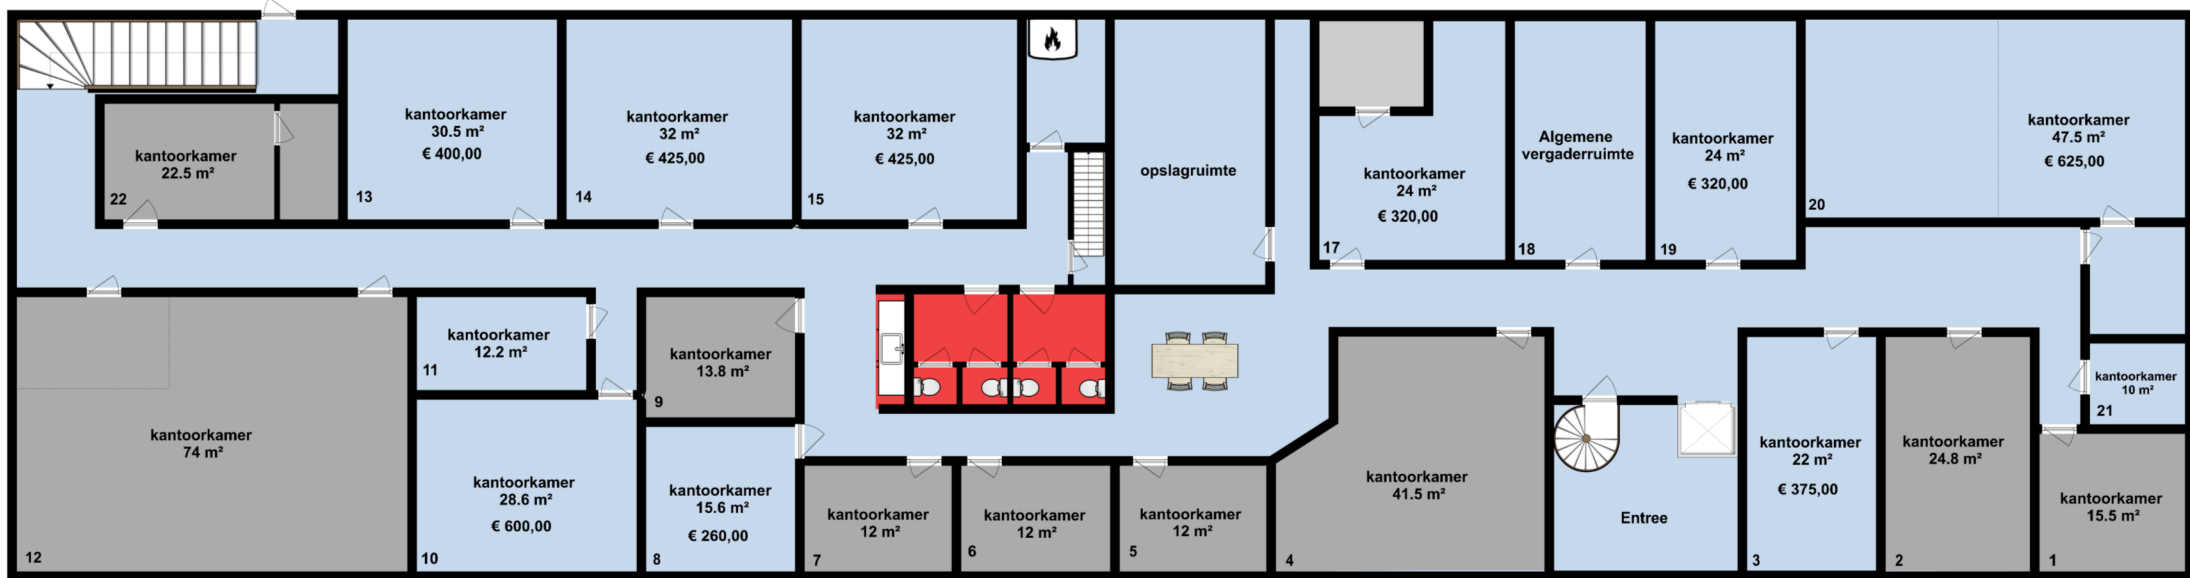 kantoorkamer
30.5 m²
€ 400,00
13
kantoorkamer
32 m²
€ 425,00
14
kantoorkamer
32 m²
€ 425,00
15
kantoorkamer
22.5 m²
22
opslagruimte
kantoorkamer
24 m²
€ 320,00
17
Algemene
vergaderruimte
18
kantoorkamer
24 m²
€ 320,00
19
kantoorkamer
47.5 m²
€ 625,00
20
kantoorkamer
74 m²
12
kantoorkamer
12.2 m²
11
kantoorkamer
28.6 m²
€ 600,00
10
kantoorkamer
13.8 m²
9
kantoorkamer
15.6 m²
€ 260,00
8
kantoorkamer
12 m²
7
kantoorkamer
12 m²
6
kantoorkamer
12 m²
5
kantoorkamer
41.5 m²
4
Entree
kantoorkamer
22 m²
€ 375,00
3
kantoorkamer
24.8 m²
2
kantoorkamer
10 m²
21
kantoorkamer
15.5 m²
1